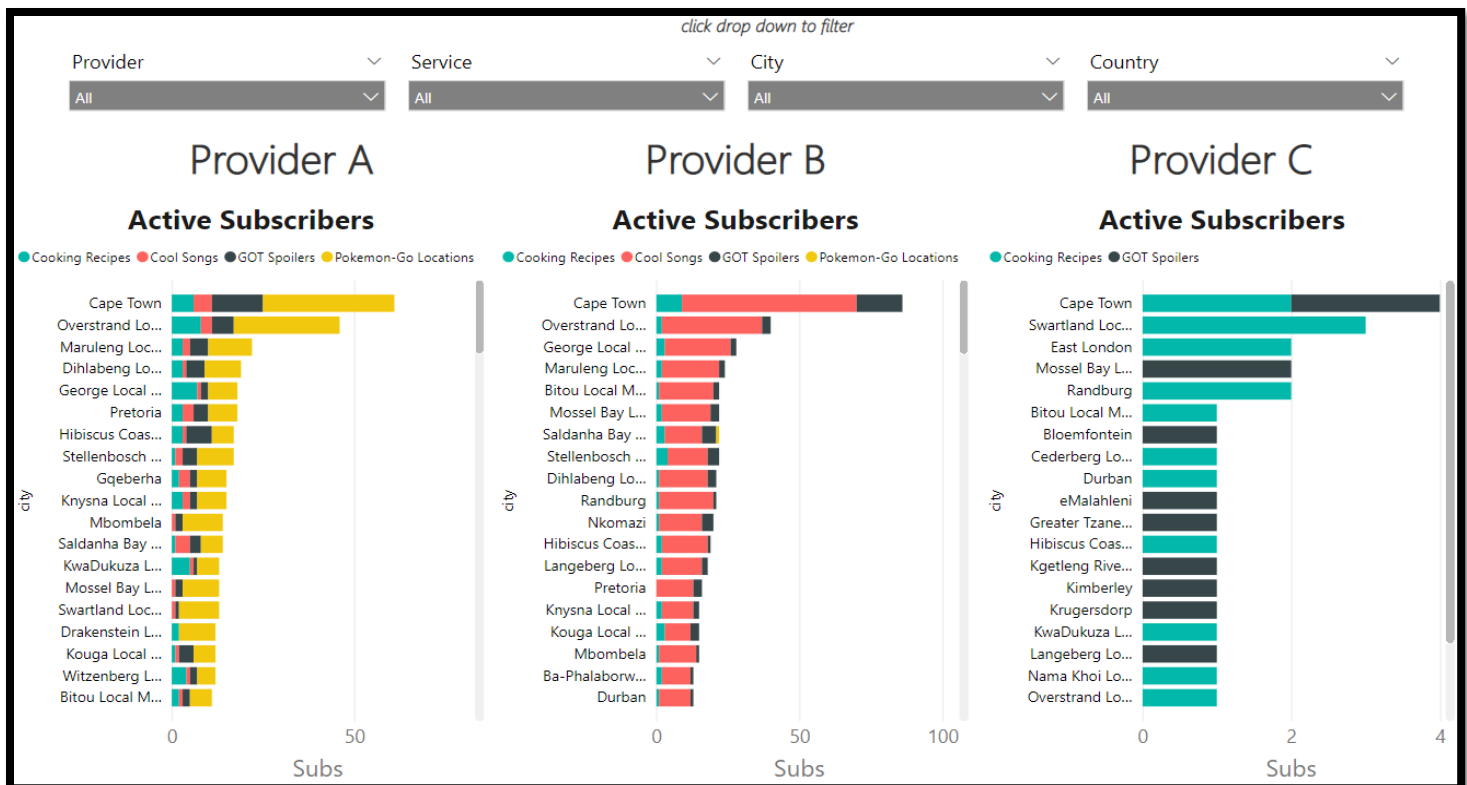 click drop down to filter
Provider
All
Service
All
City
All
Country
All
Provider A
Active Subscribers
Cooking Recipes Cool Songs GOT Spoilers Pokemon-Go Locations
city
Cape Town
Overstrand Lo...
Maruleng Loc...
Dihlabeng Lo...
George Local ...
Pretoria
Hibiscus Coas...
Stellenbosch ...
Gqeberha
Knysna Local ...
Mbombela
Saldanha Bay ...
KwaDukuza L...
Mossel Bay L...
Swartland Loc...
Drakenstein L...
Kouga Local ...
Witzenberg L...
Bitou Local M...
0 50
Subs
Provider B
Active Subscribers
Cooking Recipes Cool Songs GOT Spoilers Pokemon-Go Locations
city
Cape Town
Overstrand Lo...
George Local ...
Maruleng Loc...
Bitou Local M...
Mossel Bay L...
Saldanha Bay ...
Stellenbosch ...
Dihlabeng Lo...
Randburg
Nkomazi
Hibiscus Coas...
Langeberg Lo...
Pretoria
Knysna Local ...
Kouga Local ...
Mbombela
Ba-Phalaborw...
Durban
0 50 100
Subs
Provider C
Active Subscribers
Cooking Recipes GOT Spoilers
city
Cape Town
Swartland Loc...
East London
Mossel Bay L...
Randburg
Bitou Local M...
Bloemfontein
Cederberg Lo...
Durban
eMalahleni
Greater Tzane...
Hibiscus Coas...
Kgetleng Rive...
Kimberley
Krugersdorp
KwaDukuza L...
Langeberg Lo...
Nama Khoi Lo...
Overstrand Lo...
0 2 4
Subs